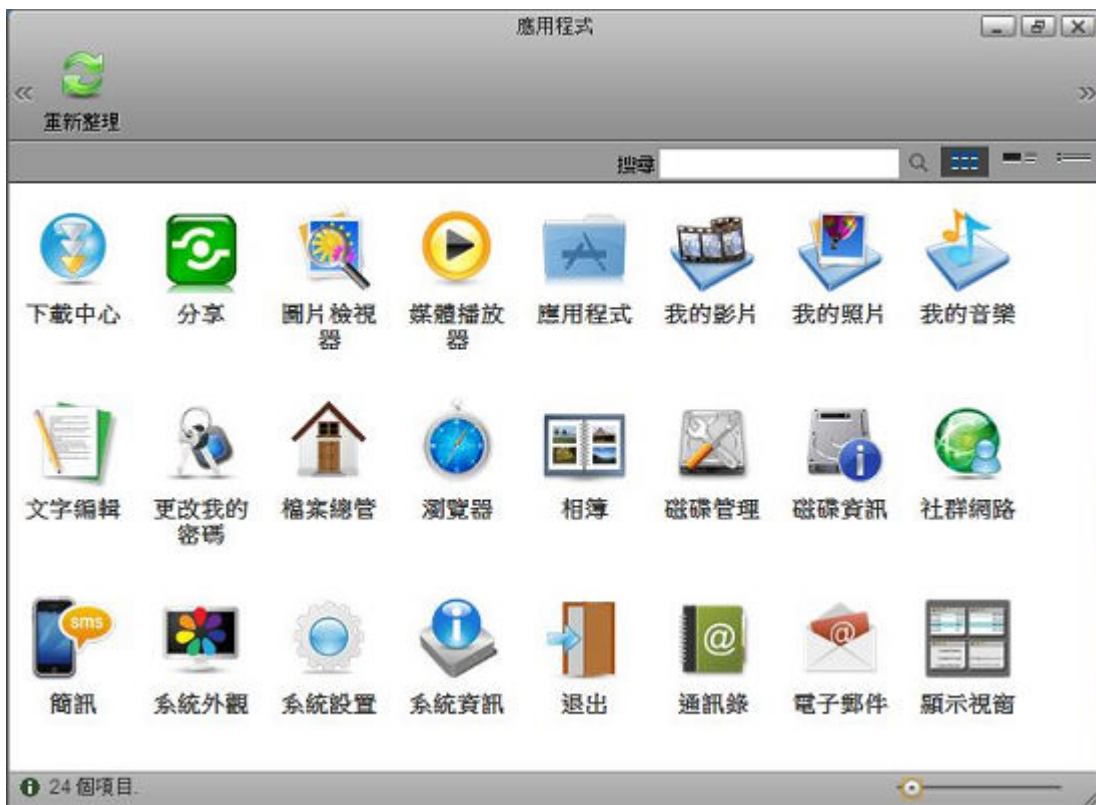 應用程式
重新整理
搜尋
下載中心 分享 圖片檢視器 媒體播放器 應用程式 我的影片 我的照片 我的音樂
文字編輯 更改我的密碼 檔案總管 瀏覽器 相簿 磁碟管理 磁碟資訊 社群網路
sms
@
@
簡訊 系統外觀 系統設置 系統資訊 退出 通訊錄 電子郵件 顯示視窗
24 個項目.